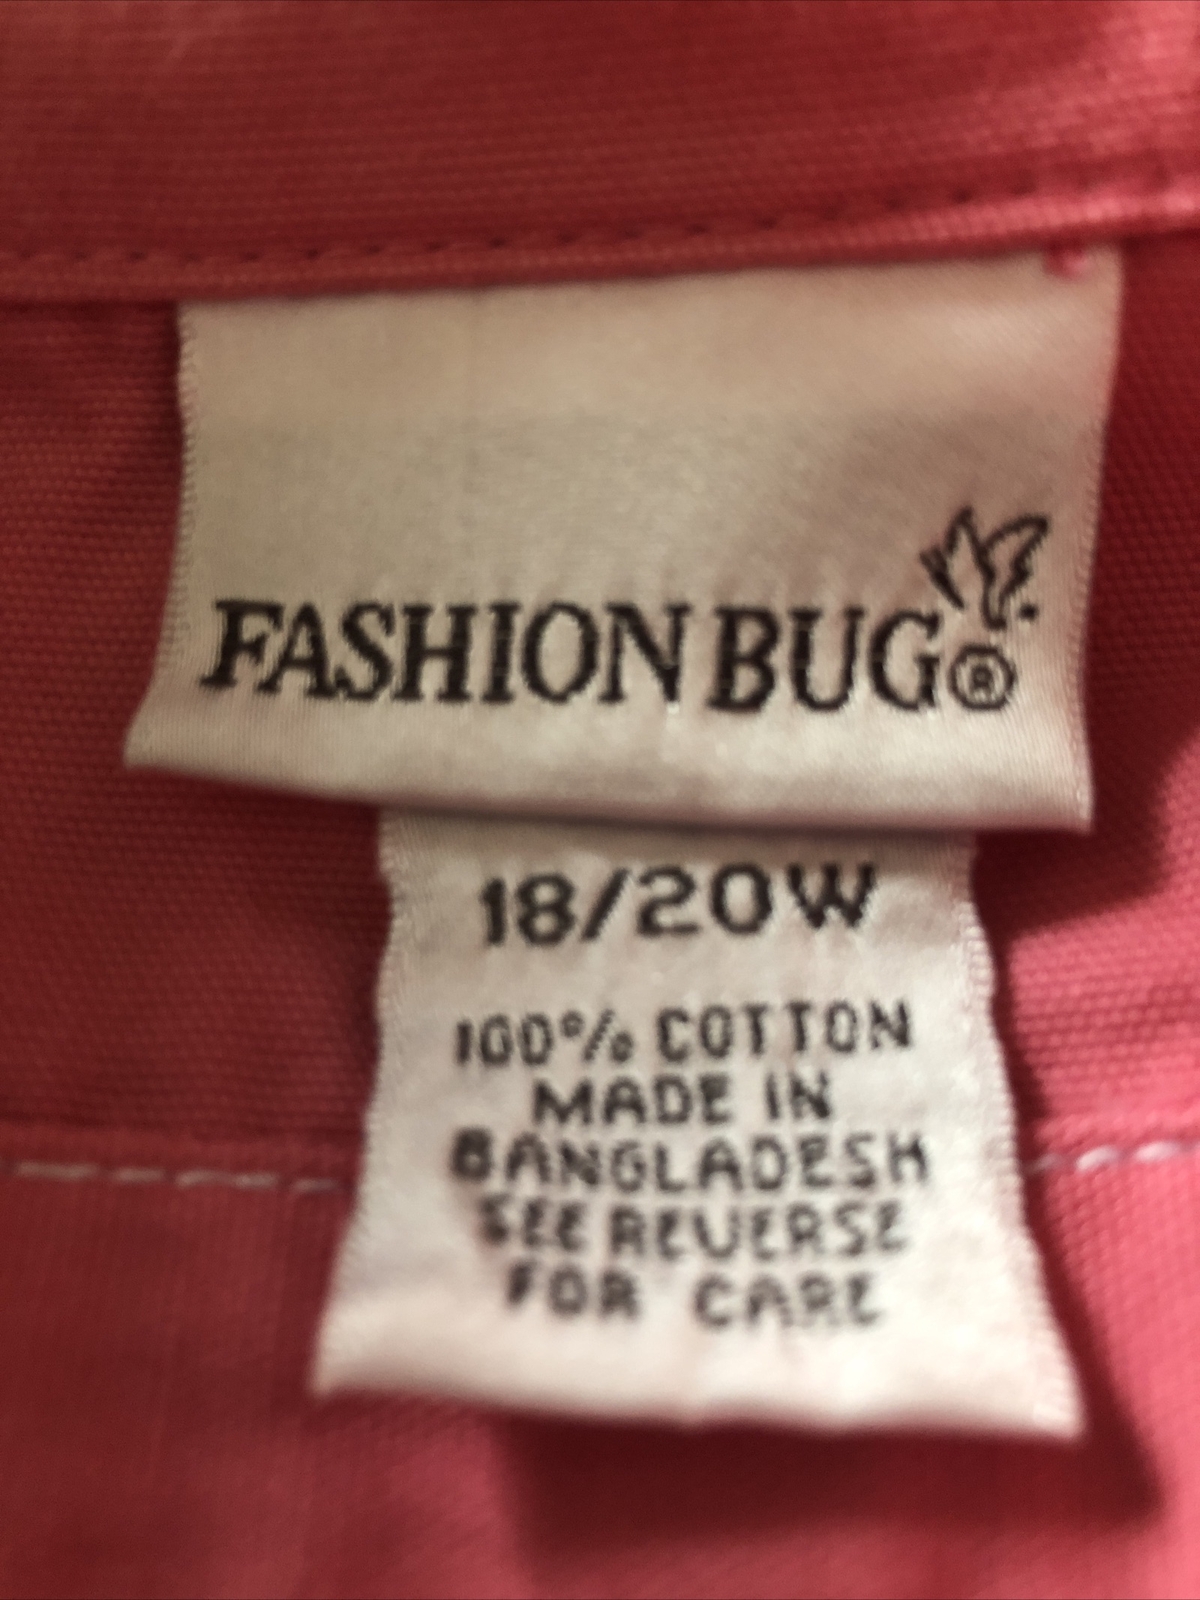 FASHION BUG®
18/20W
100% COTTON
MADE IN
BANGLADESH
SEE REVERSE
FOR CARE